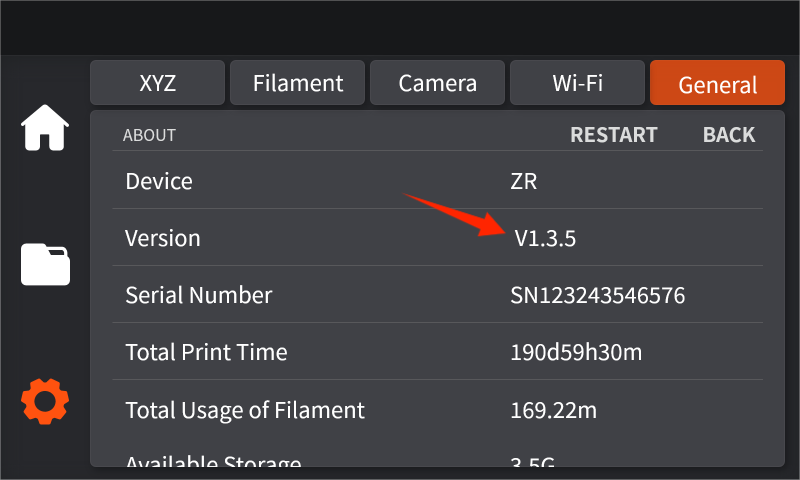 XYZ Filament Camera Wi-Fi General
ABOUT RESTART BACK
Device ZR
Version V1.3.5
Serial Number SN123243546576
Total Print Time 190d59h30m
Total Usage of Filament 169.22m
Available Storage 3.5G